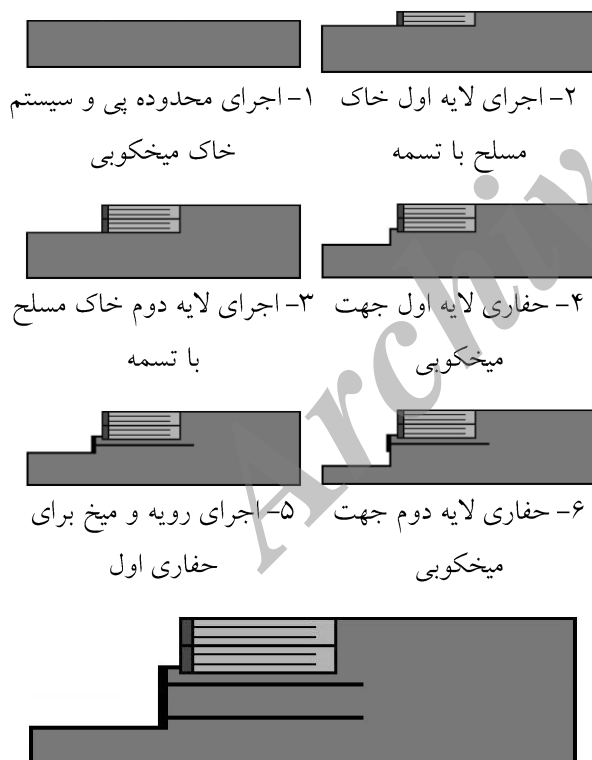 ۱- اجرای محدوده پی و سیستم
خاک میخکوبی
۲- اجرای لایه اول خاک
مسلح با تسمه
۳- اجرای لایه دوم خاک مسلح
با تسمه
۴- حفاری لایه اول جهت
میخکوبی
۵- اجرای رویه و میخ برای
حفاری اول
۶- حفاری لایه دوم جهت
میخکوبی
Archiv